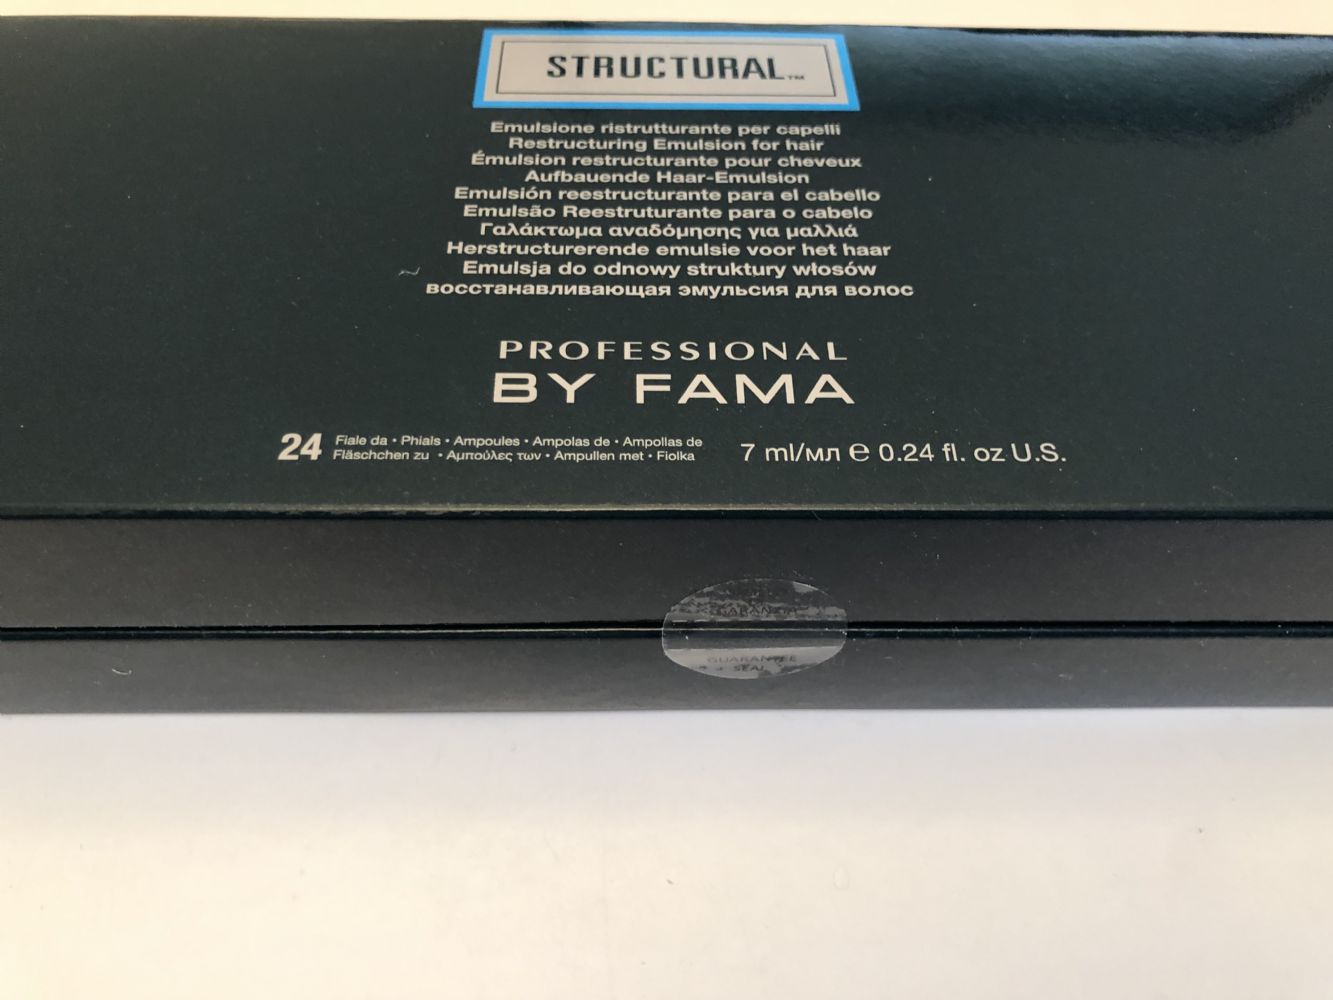 STRUCTURAL™
Emulsione ristrutturante per capelli
Restructuring Emulsion for hair
Émulsion restructurante pour cheveux
Aufbauende Haar-Emulsion
Emulsión reestructurante para el cabello
Emulsão Reestruturante para o cabelo
Γαλάκτωμα αναδόμησης για μαλλιά
Herstructurerende emulsie voor het haar
Emulsja do odnowy struktury włosów
восстанавливающая эмульсия для волос
PROFESSIONAL
BY FAMA
24 Fiale da • Phials • Ampoules • Ampolas de • Ampollas de
Fläschchen zu • Αμπούλες των • Ampullen met • Fiolka
7 ml/мл ℮ 0.24 fl. oz U.S.
GARANZIA
GUARANTEE
SEAL